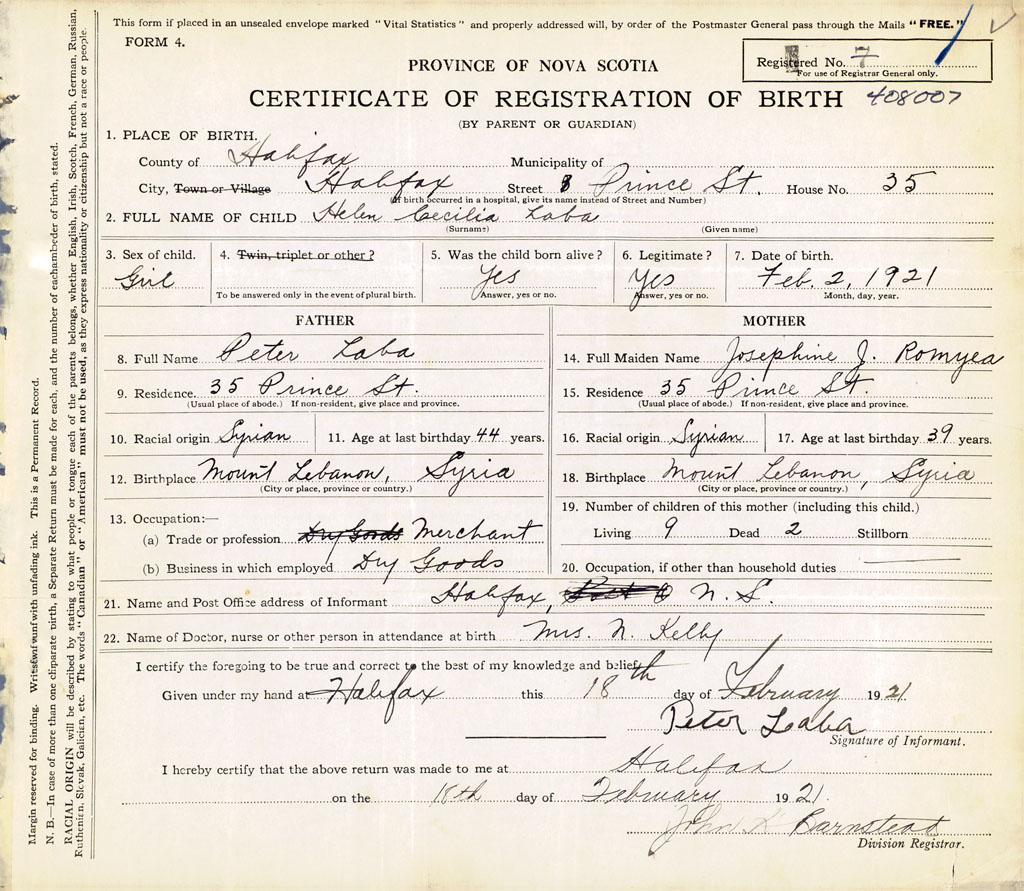 This form if placed in an unsealed envelope marked "Vital Statistics" and properly addressed will, by order of the Postmaster General pass through the Mails "FREE."
FORM 4.
Registered No. 7
For use of Registrar General only.
PROVINCE OF NOVA SCOTIA
CERTIFICATE OF REGISTRATION OF BIRTH 408007
(BY PARENT OR GUARDIAN)
1. PLACE OF BIRTH.
County of Halifax Municipality of
City, Town or Village Halifax Street Prince St. House No. 35
(If birth occurred in a hospital, give its name instead of Street and Number)
2. FULL NAME OF CHILD Helen Cecilia Laba
(Surname) (Given name)
3. Sex of child. 4. Twin, triplet or other? 5. Was the child born alive? 6. Legitimate? 7. Date of birth.
Girl Yes Yes Feb. 2, 1921
To be answered only in the event of plural birth. Answer, yes or no. Answer, yes or no. Month, day, year.
FATHER
8. Full Name Peter Laba
9. Residence. 35 Prince St.
(Usual place of abode.) If non-resident, give place and province.
10. Racial origin Syrian 11. Age at last birthday 44 years.
12. Birthplace Mount Lebanon, Syria
(City or place, province or country.)
13. Occupation:—
(a) Trade or profession Dry Goods Merchant
(b) Business in which employed Dry Goods
MOTHER
14. Full Maiden Name Josephine J. Romyea
15. Residence 35 Prince St.
(Usual place of abode.) If non-resident, give place and province.
16. Racial origin Syrian 17. Age at last birthday 39 years.
18. Birthplace Mount Lebanon, Syria
(City or place, province or country.)
19. Number of children of this mother (including this child.)
Living 9 Dead 2 Stillborn
20. Occupation, if other than household duties
21. Name and Post Office address of Informant Halifax, N. S.
22. Name of Doctor, nurse or other person in attendance at birth Mrs. N. Kelly
I certify the foregoing to be true and correct to the best of my knowledge and belief.
Given under my hand at Halifax this 18th day of February 1921
Peter Laba
Signature of Informant.
I hereby certify that the above return was made to me at Halifax
on the 18th day of February 1921.
John K Barnstead
Division Registrar.
Margin reserved for binding. with unfading ink. This is a Permanent Record.
N. B.—In case of more than one birth, a Separate Return must be made for each, and the number of each of birth, stated.
RACIAL ORIGIN will be described by stating to what people or tongue each of the parents belongs, whether English, Irish, Scotch, French, German, Russian,
Ruthenian, Slovak, Galician, etc. The words "Canadian" or "American" must not be used, as they express nationality or citizenship but not a race or people.